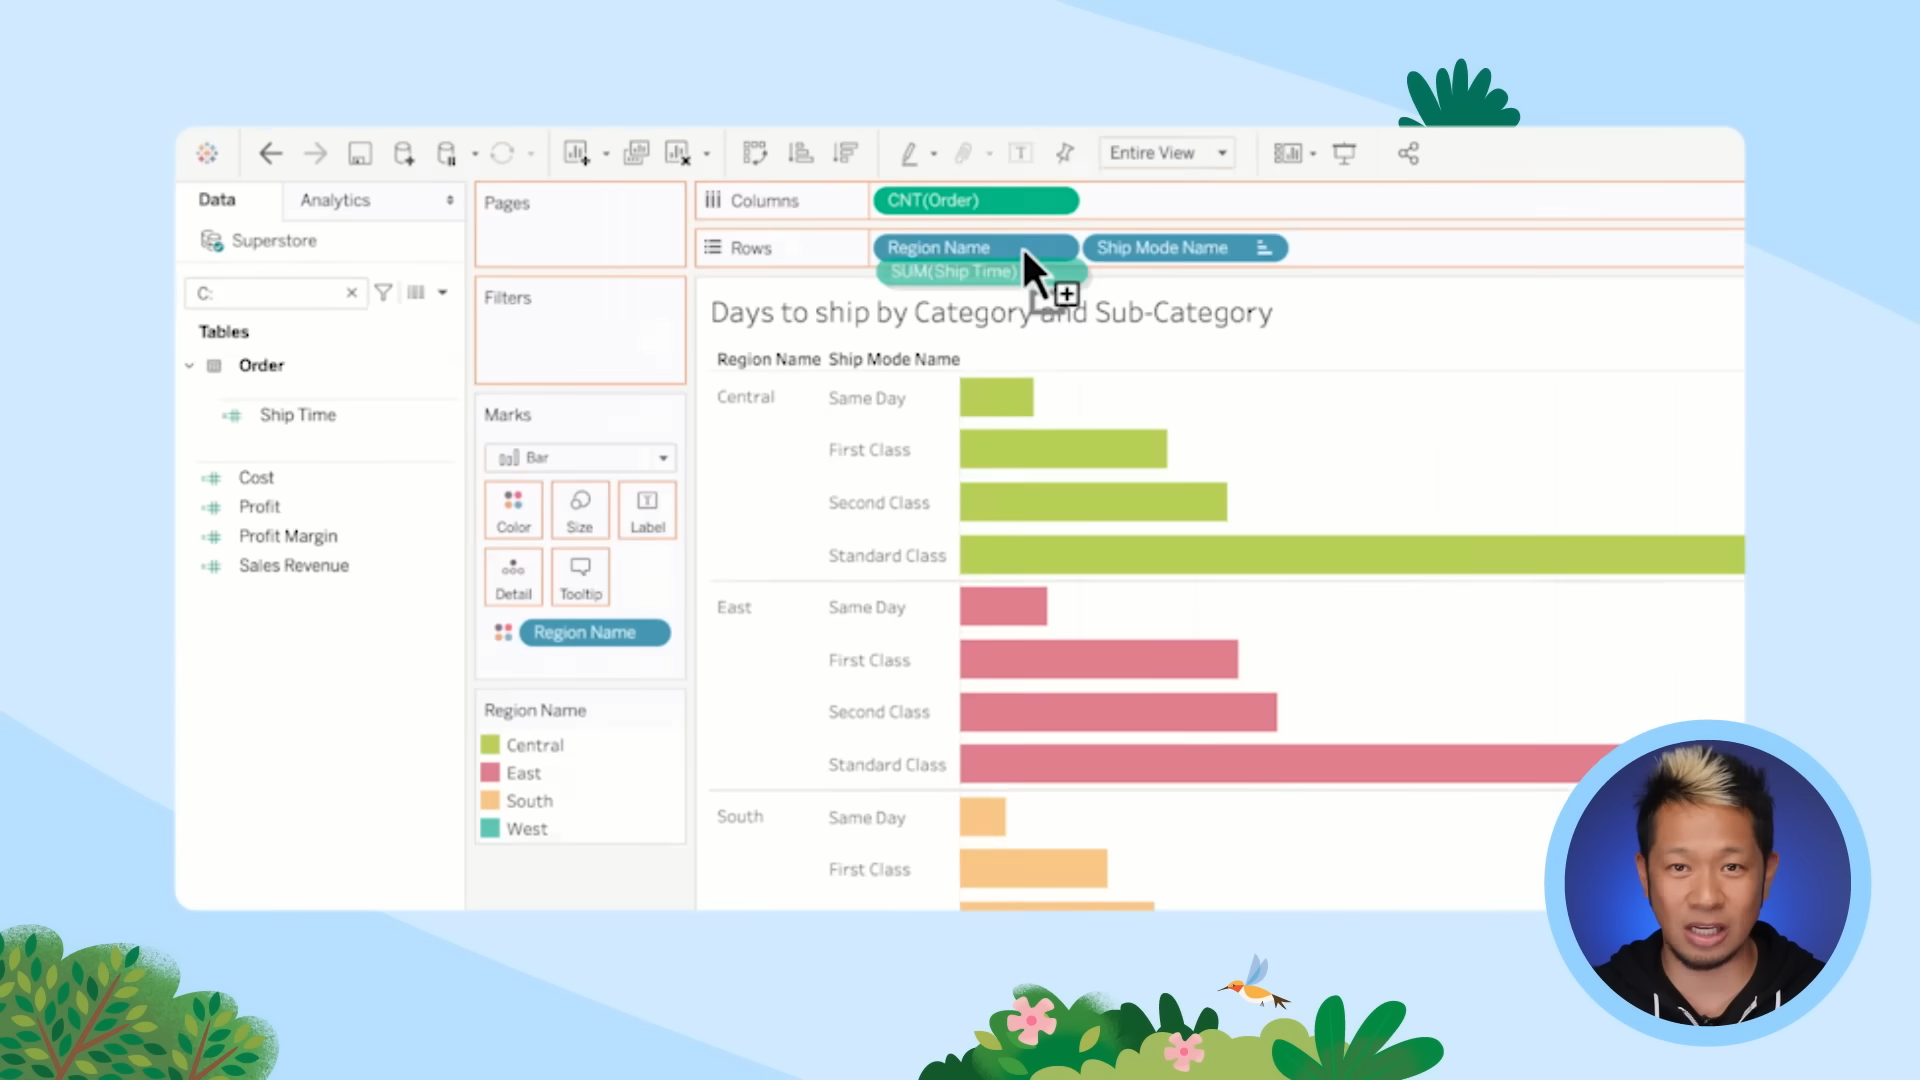 Entire View
Data
Analytics
Superstore
C:
Tables
Order
Ship Time
Cost
Profit
Profit Margin
Sales Revenue
Pages
Filters
Marks
Bar
Color
Size
Label
Detail
Tooltip
Region Name
Region Name
Central
East
South
West
Columns
CNT(Order)
Rows
Region Name
Ship Mode Name
SUM(Ship Time)
Days to ship by Category and Sub-Category
Region Name Ship Mode Name
Central
Same Day
First Class
Second Class
Standard Class
East
Same Day
First Class
Second Class
Standard Class
South
Same Day
First Class